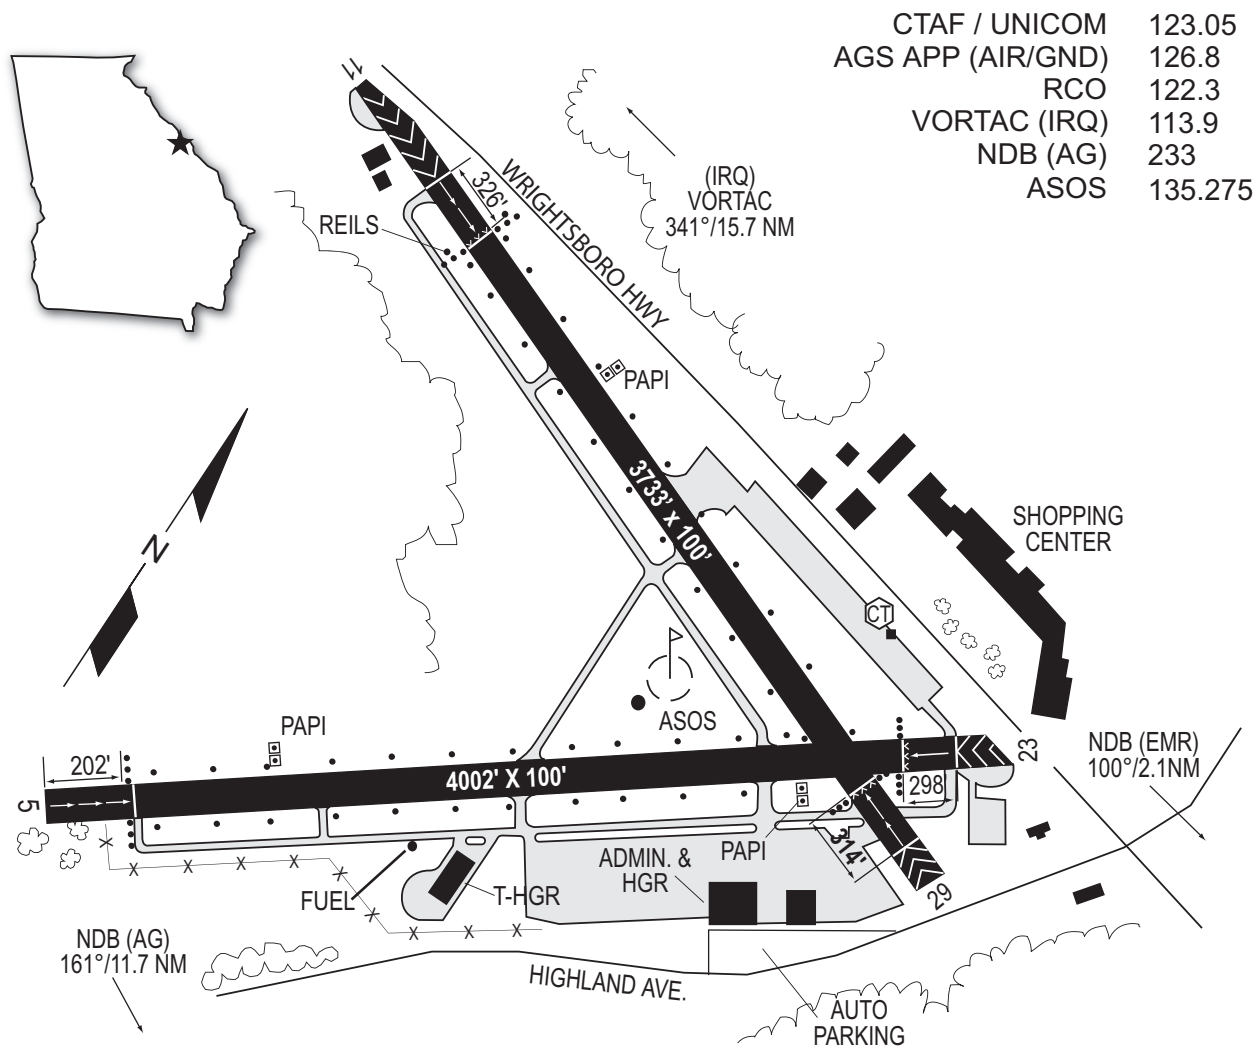 CTAF / UNICOM 123.05
AGS APP (AIR/GND) 126.8
RCO 122.3
VORTAC (IRQ) 113.9
NDB (AG) 233
ASOS 135.275
11
326'
WRIGHTSBORO HWY
(IRQ)
VORTAC
341°/15.7 NM
REILS
PAPI
3733' x 100'
SHOPPING
CENTER
N
CT
ASOS
PAPI
202'
5
4002' X 100'
23
298
NDB (EMR)
100°/2.1NM
X
X
X
X
X
X
X
X
X
X
PAPI
314'
29
ADMIN. &
HGR
FUEL
T-HGR
NDB (AG)
161°/11.7 NM
HIGHLAND AVE.
AUTO
PARKING